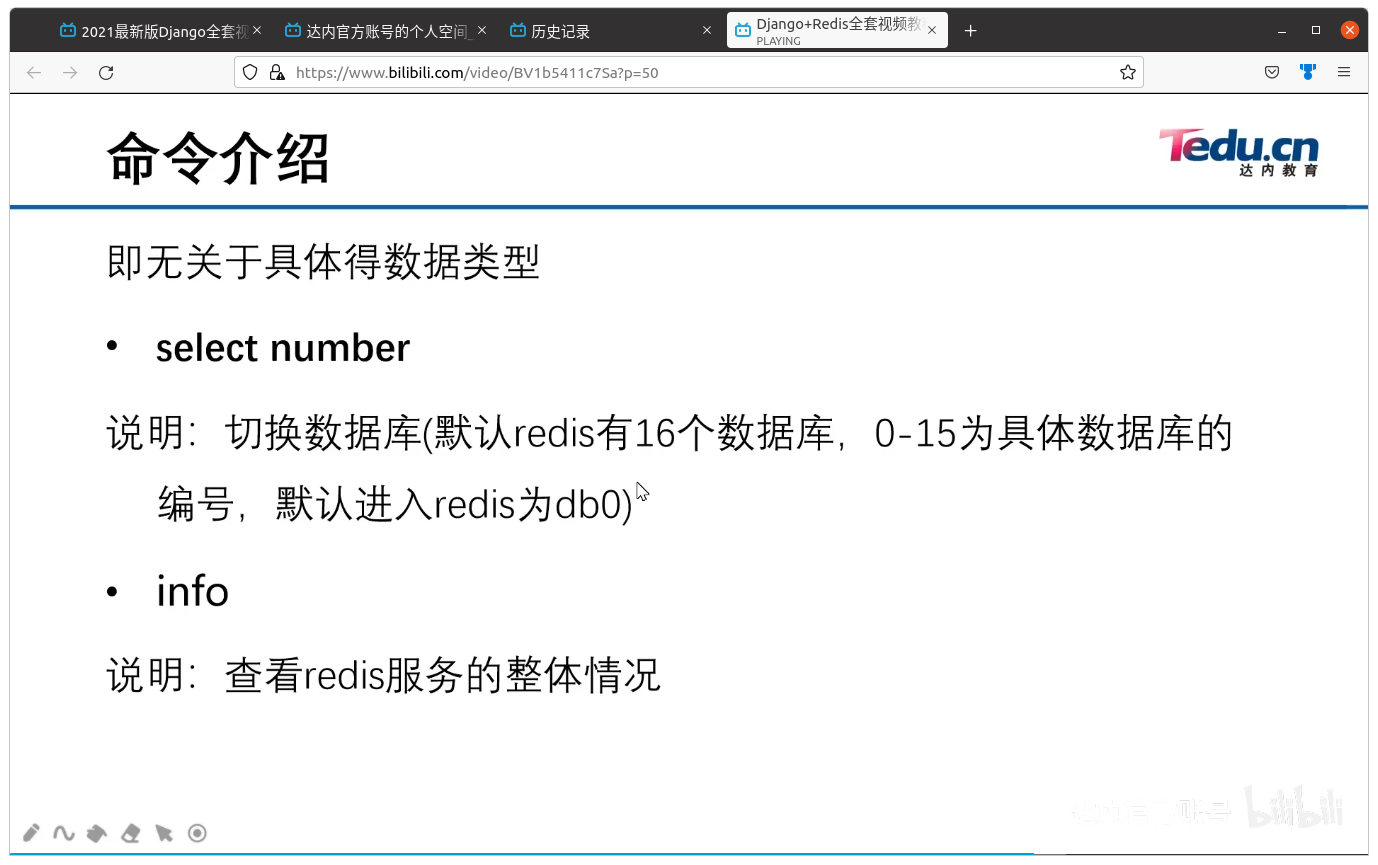 2021最新版Django全套视
达内官方账号的个人空间_
历史记录
Django+Redis全套视频教
PLAYING
https://www.bilibili.com/video/BV1b5411c7Sa?p=50
命令介绍
Tedu.cn
达内教育
即无关于具体得数据类型
• select number
说明：切换数据库(默认redis有16个数据库，0-15为具体数据库的
编号，默认进入redis为db0)
• info
说明：查看redis服务的整体情况
达内官方账号 bilibili